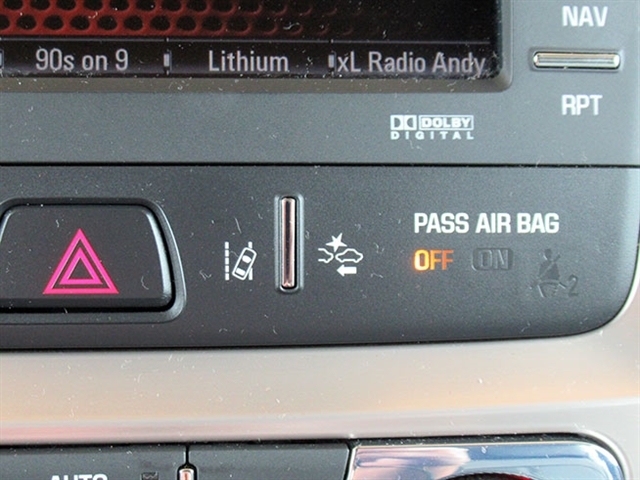 NAV
90s on 9 Lithium xL Radio Andy
RPT
DOLBY
DIGITAL
PASS AIR BAG
OFF ON
2
AUTO